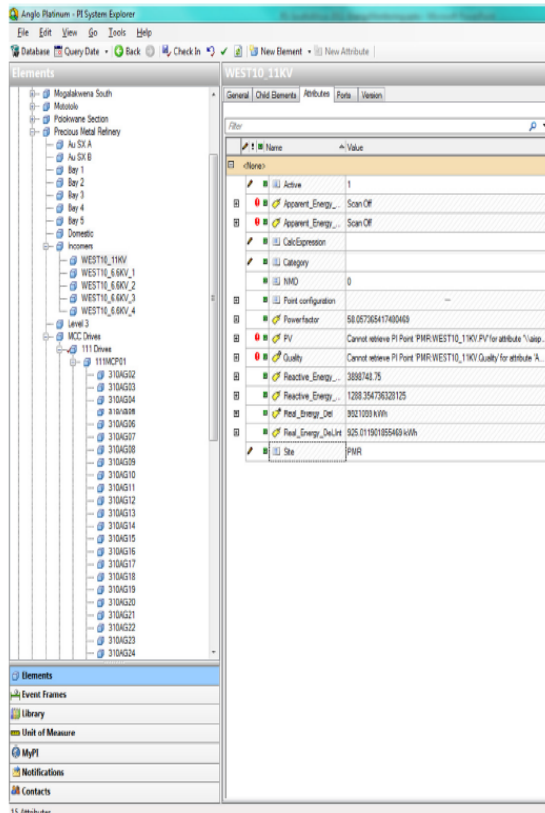 Anglo Platinum - PI System Explorer
File Edit View Go Tools Help
Database Query Date Back Check In New Element New Attribute
Elements
Mogalakwena South
Mototolo
Polokwane Section
Precious Metal Refinery
Au SX A
Au SX B
Bay 1
Bay 2
Bay 3
Bay 4
Bay 5
Domestic
Incomers
WEST10_11KV
WEST10_6.6KV_1
WEST10_6.6KV_2
WEST10_6.6KV_3
WEST10_6.6KV_4
Level 3
MCC Drives
111 Drives
111MCP01
310AG02
310AG03
310AG04
310AG05
310AG06
310AG07
310AG08
310AG09
310AG10
310AG11
310AG12
310AG13
310AG14
310AG15
310AG16
310AG17
310AG18
310AG19
310AG20
310AG21
310AG22
310AG23
310AG24
Elements
Event Frames
Library
Unit of Measure
MyPI
Notifications
Contacts
15 Attributes
WEST10_11KV
General Child Elements Attributes Ports Version
Filter
Name Value
<None>
Active 1
Apparent_Energy_... Scan Off
Apparent_Energy_... Scan Off
CalcExpression
Category
NMD 0
Point configuration
Powerfactor 58.057365417480469
PV Cannot retrieve PI Point 'PMR:WEST10_11KV.PV' for attribute
Quality Cannot retrieve PI Point 'PMR:WEST10_11KV.Quality' for attribute 'A...
Reactive_Energy_... 3898748.75
Reactive_Energy_... 1288.354736328125
Real_Energy_Del 9921093 kWh
Real_Energy_DelInt 925.011901855469 kWh
Site PMR